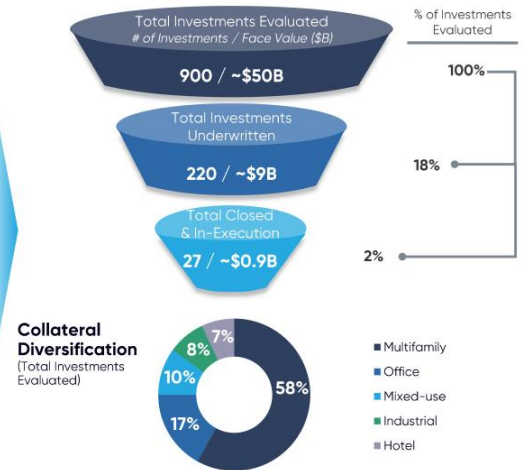 Total Investments Evaluated
# of Investments / Face Value ($B)
900 / ~$50B
% of Investments
Evaluated
100%
Total Investments
Underwritten
220 / ~$9B
18%
Total Closed
& In-Execution
27 / ~$0.9B
2%
Collateral
Diversification
(Total Investments
Evaluated)
7%
8%
10%
17%
58%
Multifamily
Office
Mixed-use
Industrial
Hotel